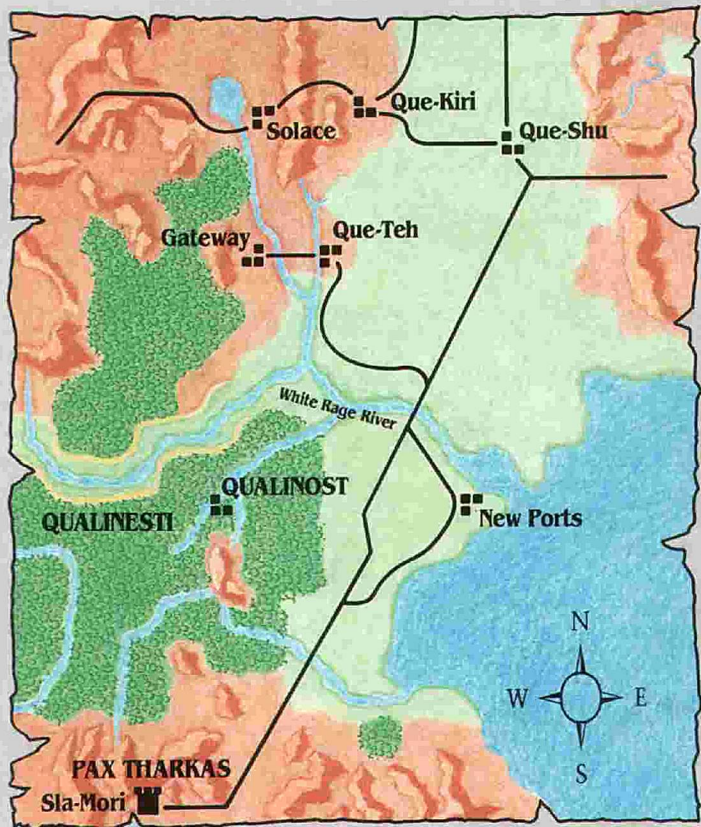 Que-Kiri
Solace
Que-Shu
Gateway
Que-Teh
White Rage River
QUALINOST
QUALINESTI
New Ports
N
W
E
S
PAX THARKAS
Sla-Mori